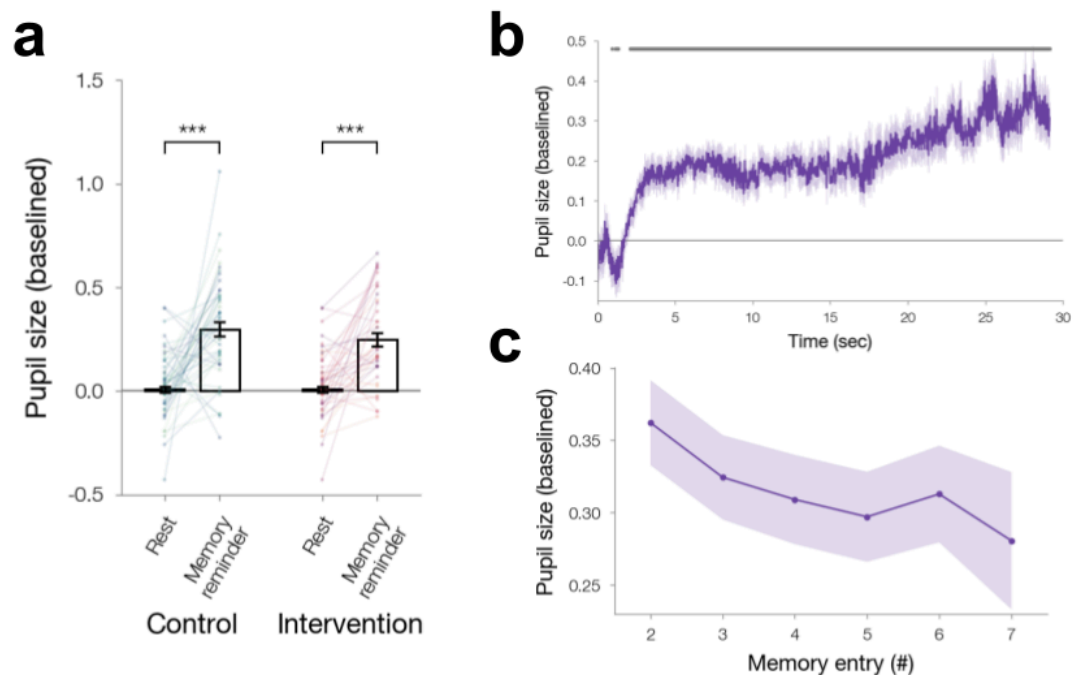 a
Pupil size (baselined)
1.5
1.0
0.5
0.0
-0.5
***
***
Rest
Memory
reminder
Rest
Memory
reminder
Control
Intervention
b
Pupil size (baselined)
0.5
0.4
0.3
0.2
0.1
0.0
-0.1
0
5
10
15
20
25
30
Time (sec)
c
Pupil size (baselined)
0.40
0.35
0.30
0.25
2
3
4
5
6
7
Memory entry (#)